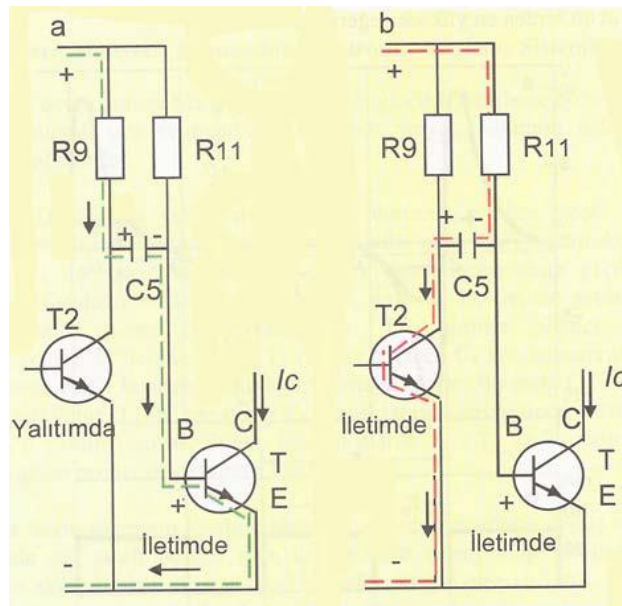 a
+
R9
R11
+ -
C5
T2
Yalıtımda
Ic
B
C
T
E
+
İletimde
-
b
+
R9
R11
+ -
C5
T2
İletimde
Ic
B
C
T
E
+
İletimde
-